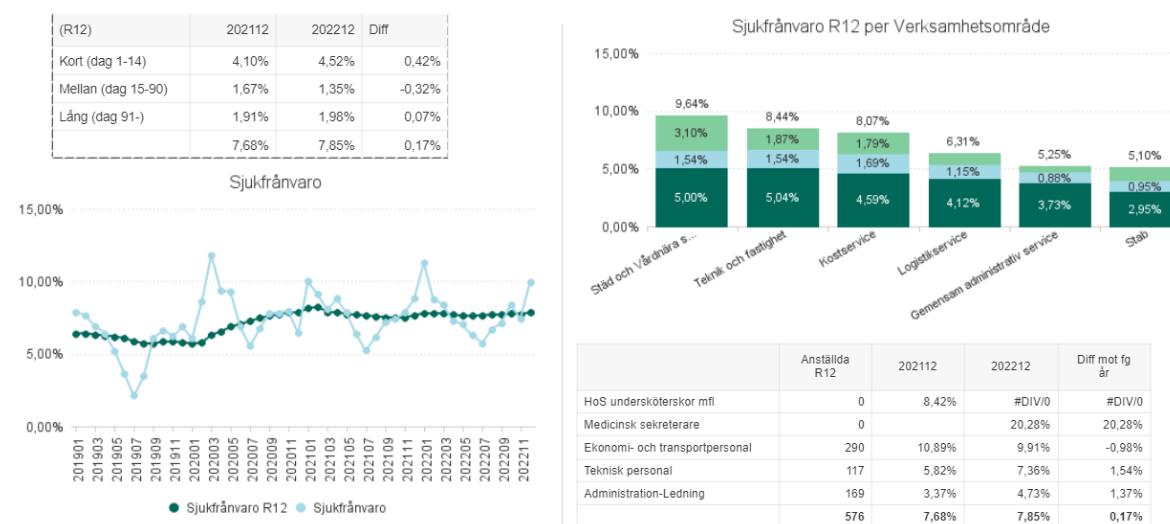 (R12) 202112 202212 Diff
Kort (dag 1-14) 4,10% 4,52% 0,42%
Mellan (dag 15-90) 1,67% 1,35% -0,32%
Lång (dag 91-) 1,91% 1,98% 0,07%
7,68% 7,85% 0,17%
Sjukfrånvaro
15,00%
10,00%
5,00%
0,00%
201901 201903 201905 201907 201909 201911 202001 202003 202005 202007 202009 202011 202101 202103 202105 202107 202109 202111 202201 202203 202205 202207 202209 202211
Sjukfrånvaro R12 Sjukfrånvaro
Sjukfrånvaro R12 per Verksamhetsområde
15,00%
10,00%
5,00%
0,00%
9,64% 8,44% 8,07% 6,31% 5,25% 5,10%
3,10% 1,87% 1,79%
1,54% 1,54% 1,69% 1,15% 0,88% 0,95%
5,00% 5,04% 4,59% 4,12% 3,73% 2,95%
Städ och Vårdnära s... Teknik och fastighet Kostservice Logistikservice Gemensam administrativ service Stab
Anställda R12 202112 202212 Diff mot fg år
HoS undersköterskor mfl 0 8,42% #DIV/0 #DIV/0
Medicinsk sekreterare 0 20,28% 20,28%
Ekonomi- och transportpersonal 290 10,89% 9,91% -0,98%
Teknisk personal 117 5,82% 7,36% 1,54%
Administration-Ledning 169 3,37% 4,73% 1,37%
576 7,68% 7,85% 0,17%